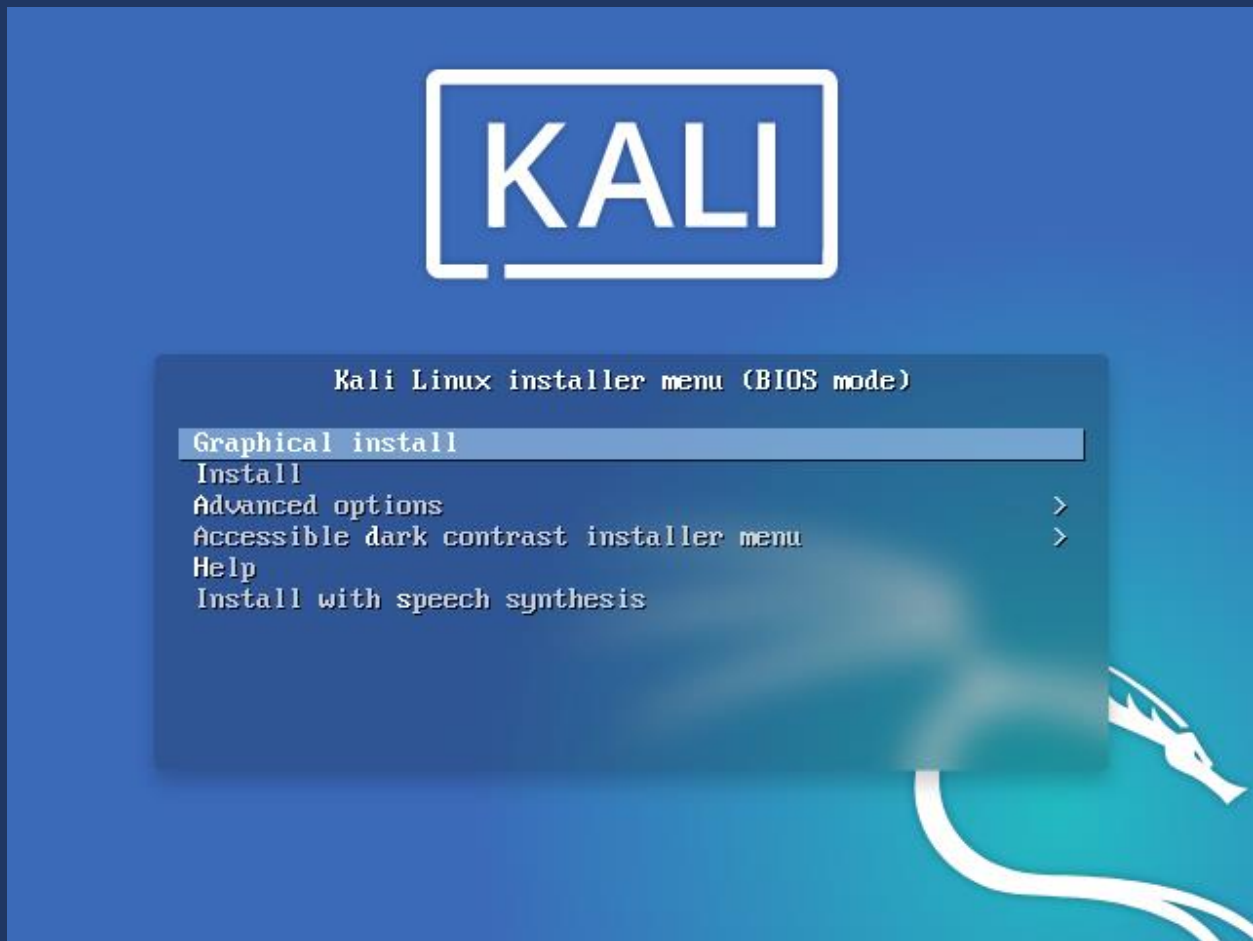 KALI
Kali Linux installer menu (BIOS mode)
Graphical install
Install
Advanced options >
Accessible dark contrast installer menu >
Help
Install with speech synthesis